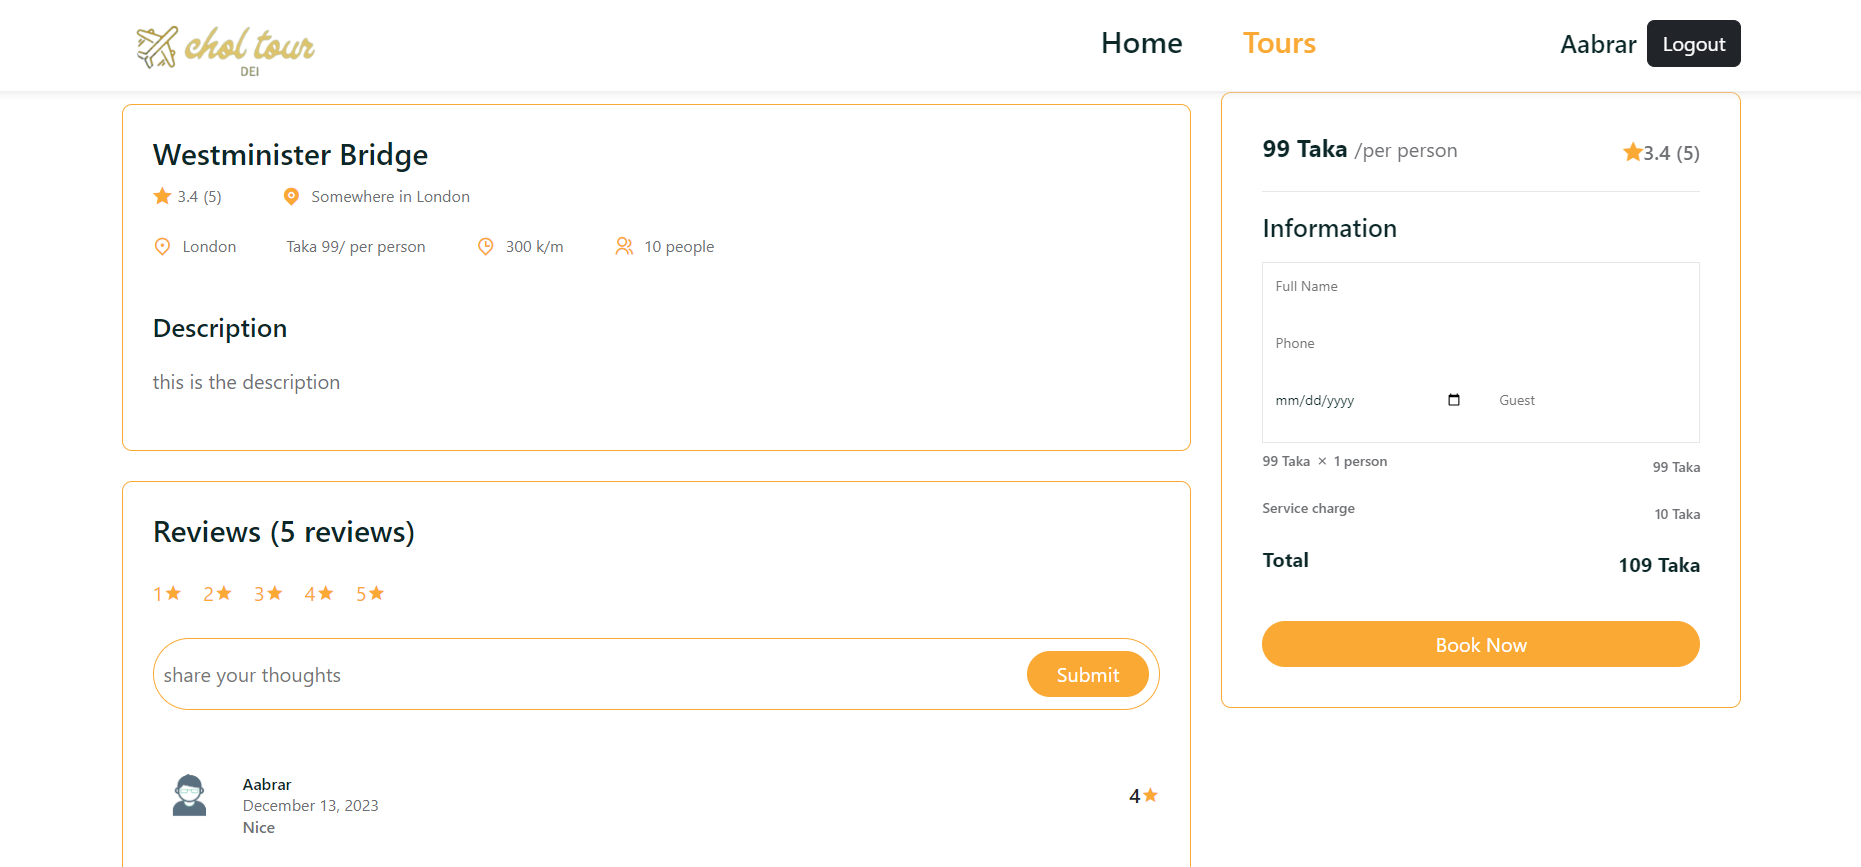 chol tour
DEI
Home Tours Aabrar Logout
Westminister Bridge
3.4 (5) Somewhere in London
London Taka 99/ per person 300 k/m 10 people
Description
this is the description
Reviews (5 reviews)
1 2 3 4 5
share your thoughts Submit
Aabrar
December 13, 2023
Nice
4
99 Taka /per person 3.4 (5)
Information
Full Name
Phone
mm/dd/yyyy Guest
99 Taka × 1 person 99 Taka
Service charge 10 Taka
Total 109 Taka
Book Now